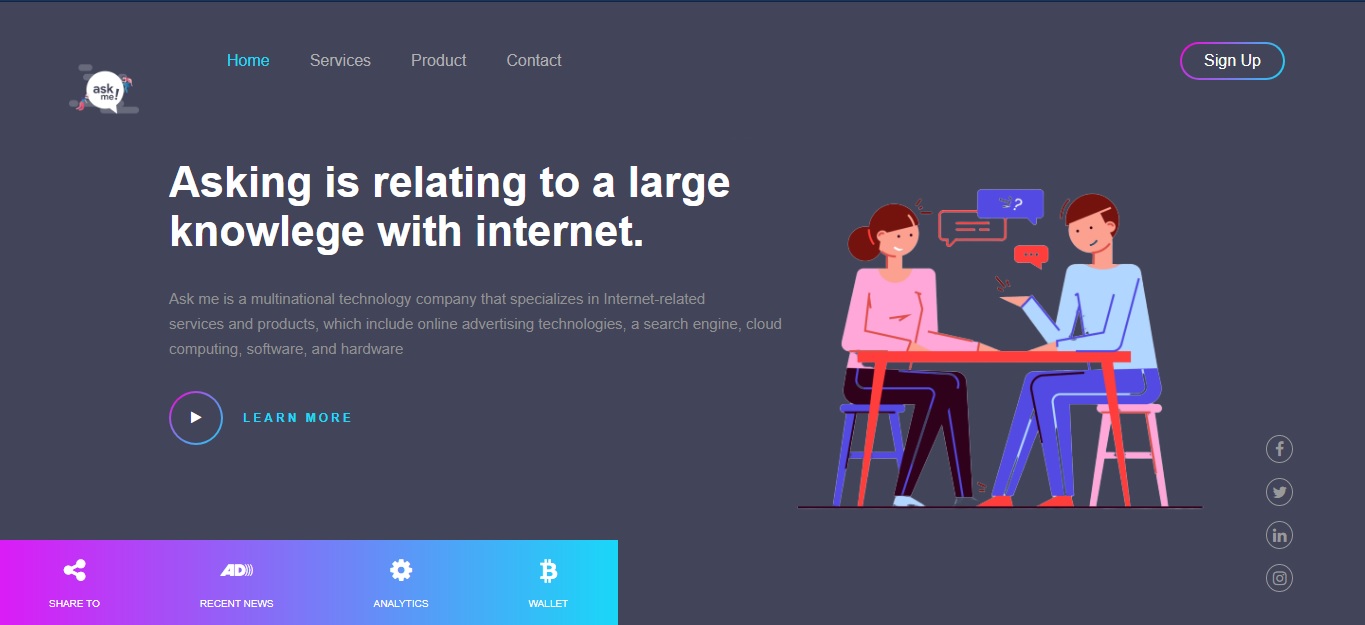 Home Services Product Contact
Sign Up
ask
me!
Asking is relating to a large
knowlege with internet.
Ask me is a multinational technology company that specializes in Internet-related
services and products, which include online advertising technologies, a search engine, cloud
computing, software, and hardware
LEARN MORE
?
SHARE TO RECENT NEWS ANALYTICS WALLET